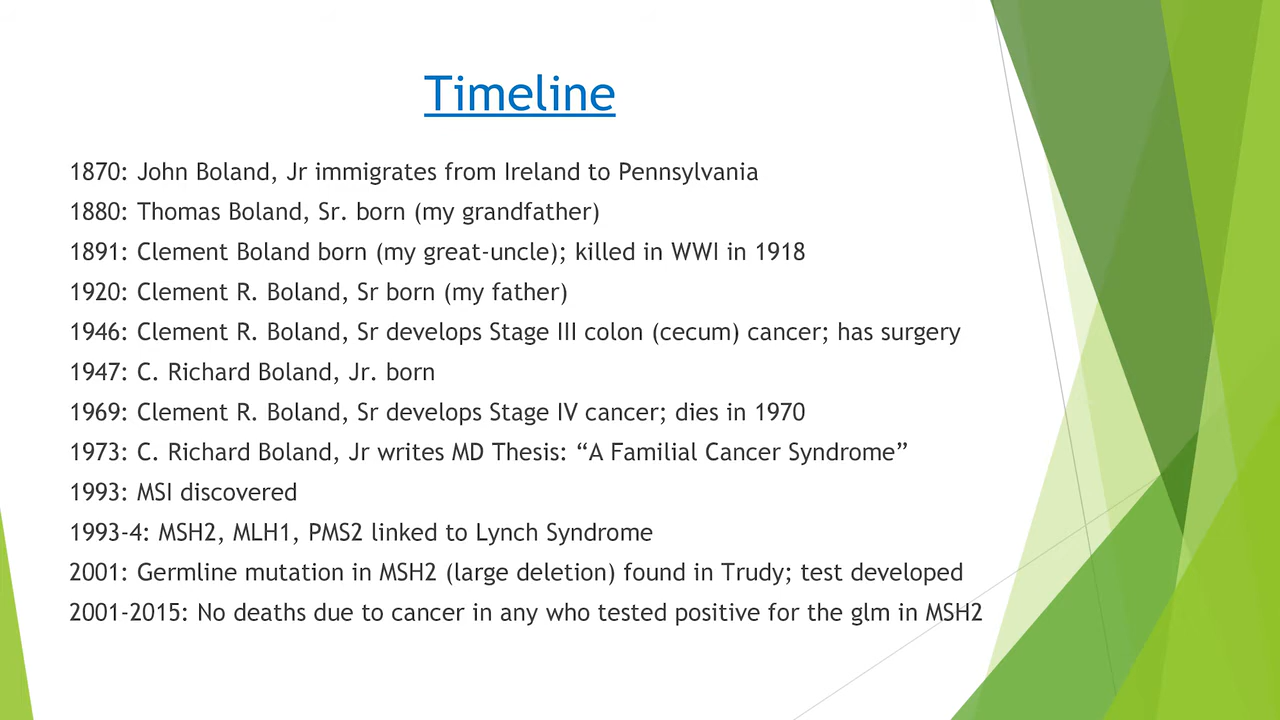 Timeline
1870: John Boland, Jr immigrates from Ireland to Pennsylvania
1880: Thomas Boland, Sr. born (my grandfather)
1891: Clement Boland born (my great-uncle); killed in WWI in 1918
1920: Clement R. Boland, Sr born (my father)
1946: Clement R. Boland, Sr develops Stage III colon (cecum) cancer; has surgery
1947: C. Richard Boland, Jr. born
1969: Clement R. Boland, Sr develops Stage IV cancer; dies in 1970
1973: C. Richard Boland, Jr writes MD Thesis: “A Familial Cancer Syndrome”
1993: MSI discovered
1993-4: MSH2, MLH1, PMS2 linked to Lynch Syndrome
2001: Germline mutation in MSH2 (large deletion) found in Trudy; test developed
2001-2015: No deaths due to cancer in any who tested positive for the glm in MSH2